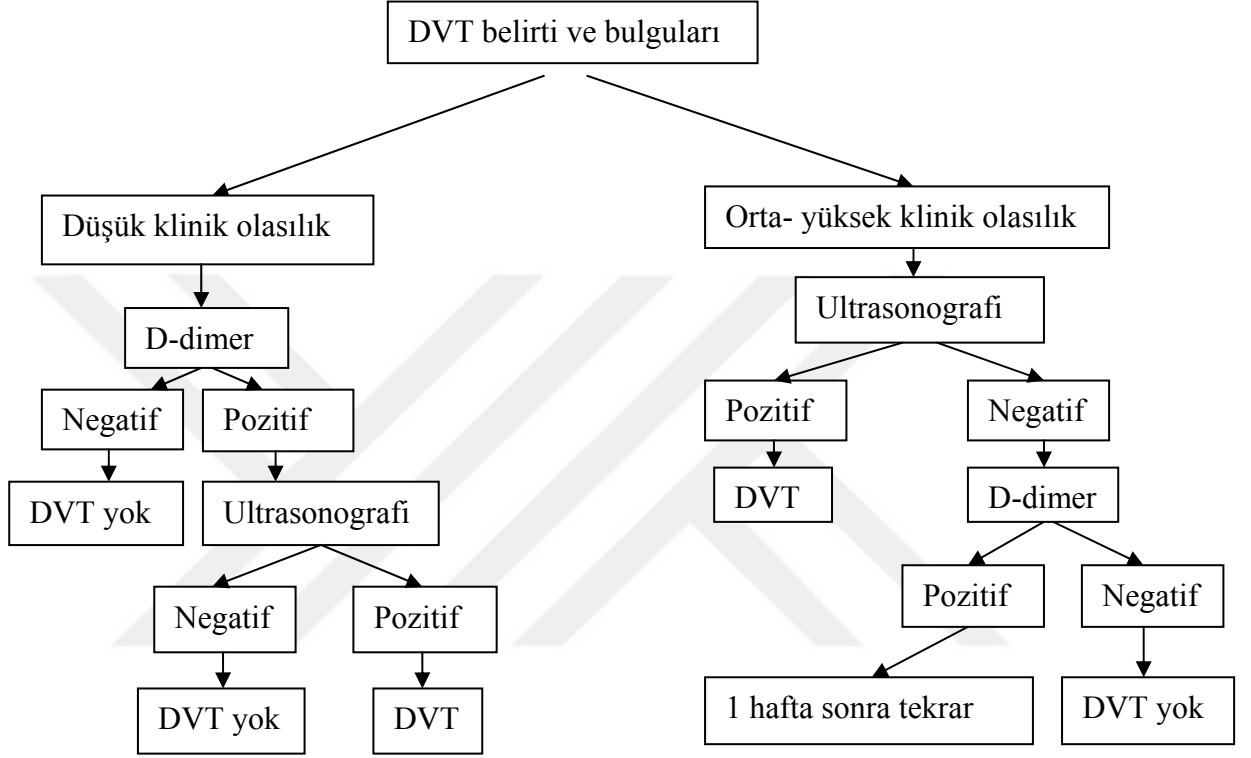 DVT belirti ve bulguları
Düşük klinik olasılık
Orta- yüksek klinik olasılık
D-dimer
Ultrasonografi
Negatif
Pozitif
Pozitif
Negatif
DVT yok
Ultrasonografi
DVT
D-dimer
Negatif
Pozitif
Pozitif
Negatif
DVT yok
DVT
1 hafta sonra tekrar
DVT yok